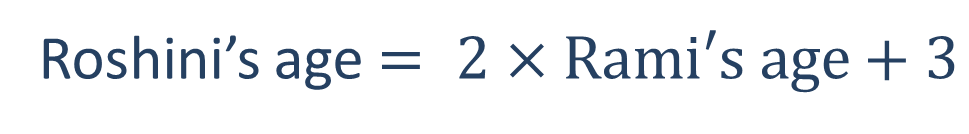 Roshini’s age = 2 × Rami′s age + 3